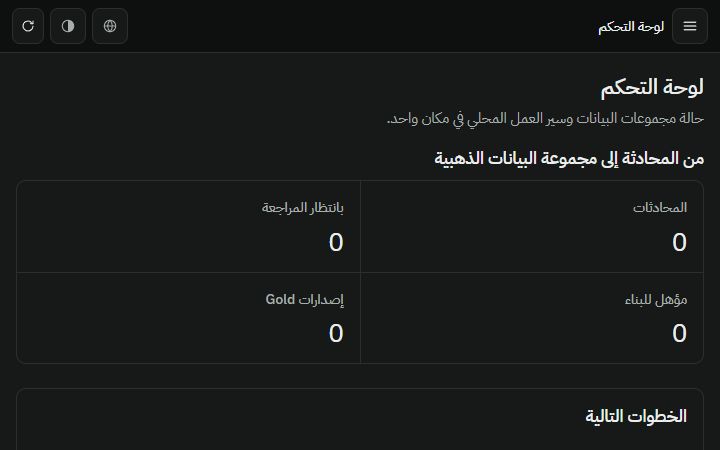 لوحة التحكم
لوحة التحكم
حالة مجموعات البيانات وسير العمل المحلي في مكان واحد.
من المحادثة إلى مجموعة البيانات الذهبية
المحادثات
0
بانتظار المراجعة
0
مؤهل للبناء
0
إصدارات Gold
0
الخطوات التالية